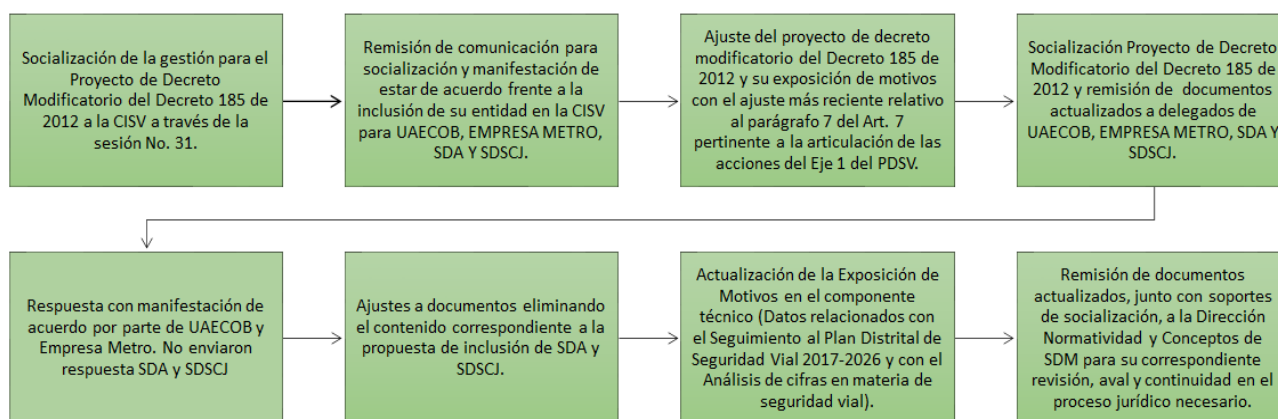 Socialización de la gestión para el
Proyecto de Decreto
Modificatorio del Decreto 185 de
2012 a la CISV a través de la
sesión No. 31.
Remisión de comunicación para
socialización y manifestación de
estar de acuerdo frente a la
inclusión de su entidad en la CISV
para UAECOB, EMPRESA METRO,
SDA Y SDSCJ.
Ajuste del proyecto de decreto
modificatorio del Decreto 185 de
2012 y su exposición de motivos
con el ajuste más reciente relativo
al parágrafo 7 del Art. 7
pertinente a la articulación de las
acciones del Eje 1 del PDSV.
Socialización Proyecto de Decreto
Modificatorio del Decreto 185 de
2012 y remisión de documentos
actualizados a delegados de
UAECOB, EMPRESA METRO, SDA Y
SDSCJ.
Respuesta con manifestación de
acuerdo por parte de UAECOB y
Empresa Metro. No enviaron
respuesta SDA y SDSCJ
Ajustes a documentos eliminando
el contenido correspondiente a la
propuesta de inclusión de SDA y
SDSCJ.
Actualización de la Exposición de
Motivos en el componente
técnico (Datos relacionados con
el Seguimiento al Plan Distrital de
Seguridad Vial 2017-2026 y con el
Análisis de cifras en materia de
seguridad vial).
Remisión de documentos
actualizados, junto con soportes
de socialización, a la Dirección
Normatividad y Conceptos de
SDM para su correspondiente
revisión, aval y continuidad en el
proceso jurídico necesario.